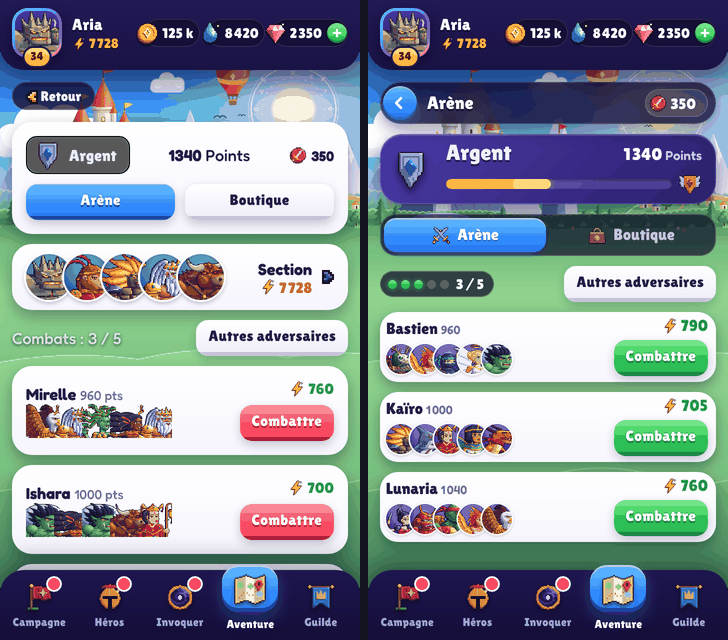 Aria
7728
34
125 k
8420
2350
Retour
Argent
1340 Points
350
Arène
Boutique
Section
7728
Combats : 3 / 5
Autres adversaires
Mirelle 960 pts
760
Combattre
Ishara 1000 pts
700
Combattre
Campagne
Héros
Invoquer
Aventure
Guilde
Aria
7728
34
125 k
8420
2350
Arène
350
Argent
1340 Points
Arène
Boutique
3 / 5
Autres adversaires
Bastien 960
790
Combattre
Kaïro 1000
705
Combattre
Lunaria 1040
760
Combattre
Campagne
Héros
Invoquer
Aventure
Guilde